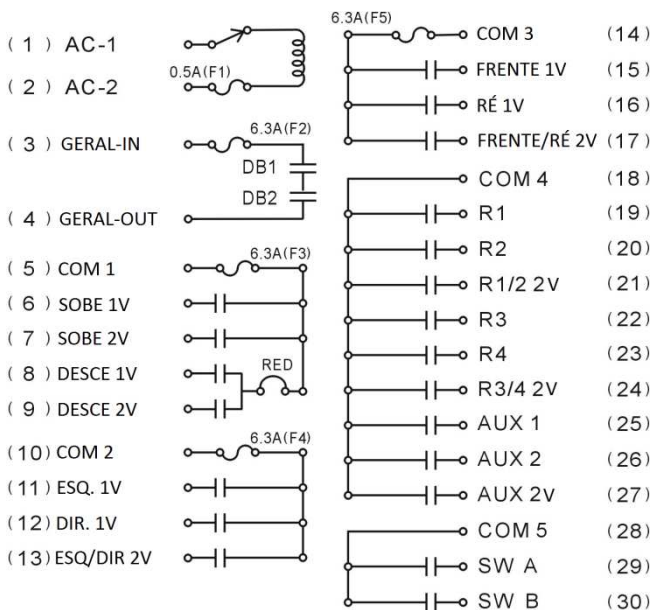 ( 1 ) AC-1
0.5A(F1)
( 2 ) AC-2
( 3 ) GERAL-IN
6.3A(F2)
DB1
DB2
( 4 ) GERAL-OUT
( 5 ) COM 1
6.3A(F3)
( 6 ) SOBE 1V
( 7 ) SOBE 2V
( 8 ) DESCE 1V
RED
( 9 ) DESCE 2V
(10) COM 2
6.3A(F4)
(11) ESQ. 1V
(12) DIR. 1V
(13) ESQ/DIR 2V
6.3A(F5)
COM 3 (14)
FRENTE 1V (15)
RÉ 1V (16)
FRENTE/RÉ 2V (17)
COM 4 (18)
R1 (19)
R2 (20)
R1/2 2V (21)
R3 (22)
R4 (23)
R3/4 2V (24)
AUX 1 (25)
AUX 2 (26)
AUX 2V (27)
COM 5 (28)
SW A (29)
SW B (30)